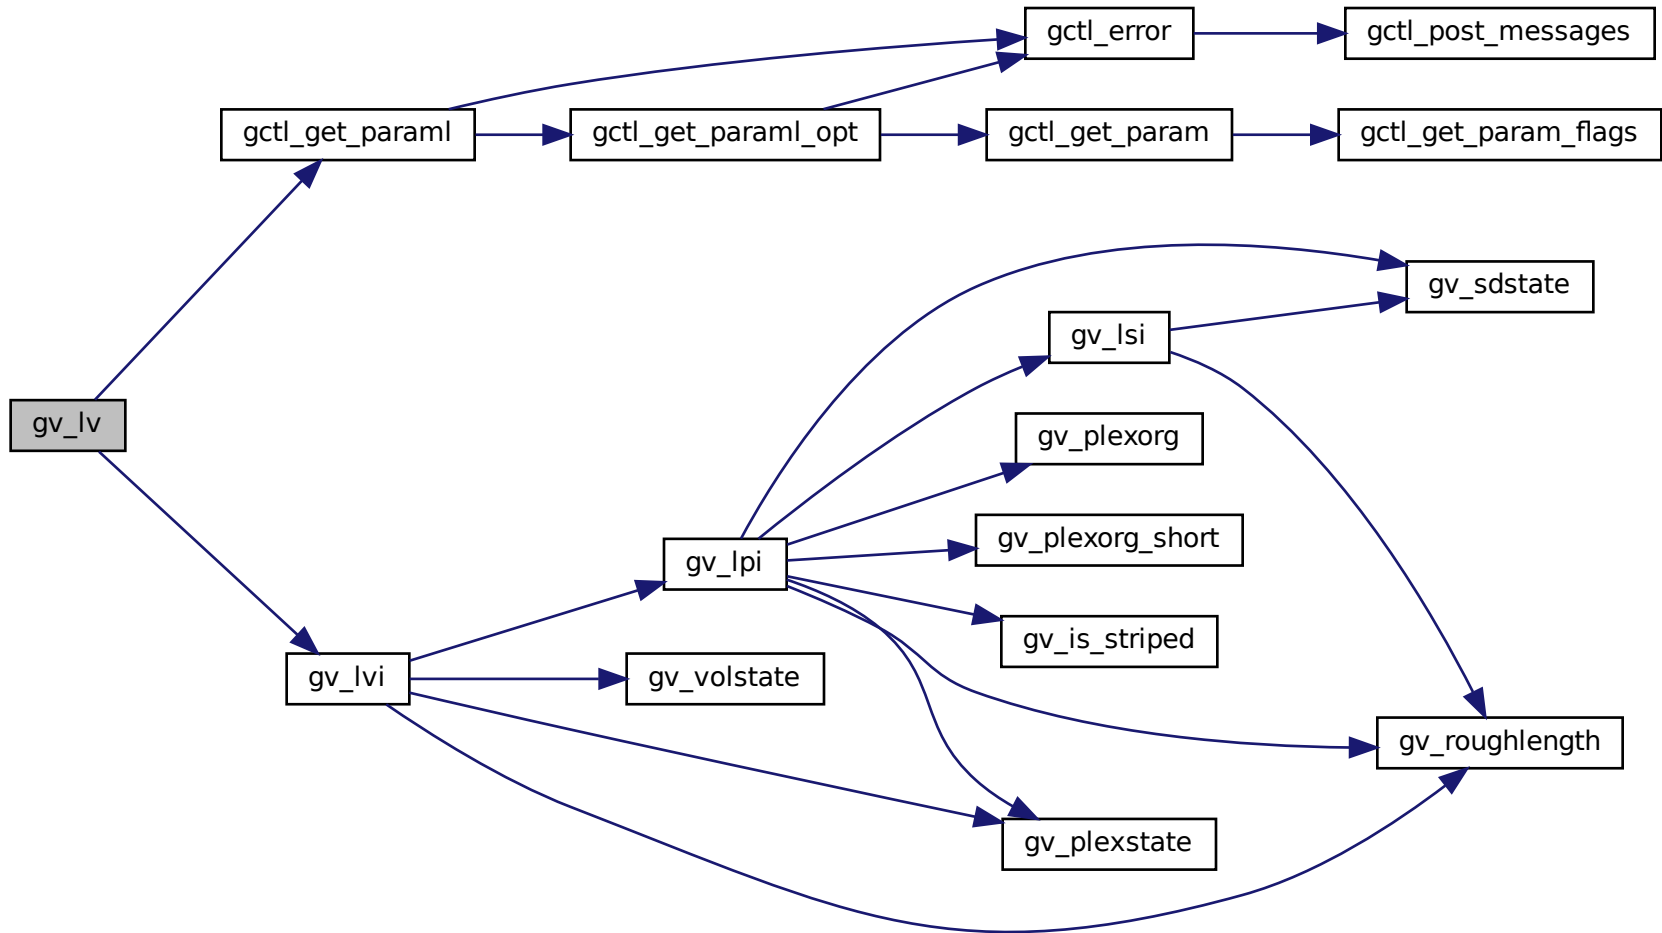 gctl_error
gctl_post_messages
gctl_get_paraml
gctl_get_paraml_opt
gctl_get_param
gctl_get_param_flags
gv_sdstate
gv_lsi
gv_lv
gv_plexorg
gv_plexorg_short
gv_lpi
gv_is_striped
gv_lvi
gv_volstate
gv_roughlength
gv_plexstate